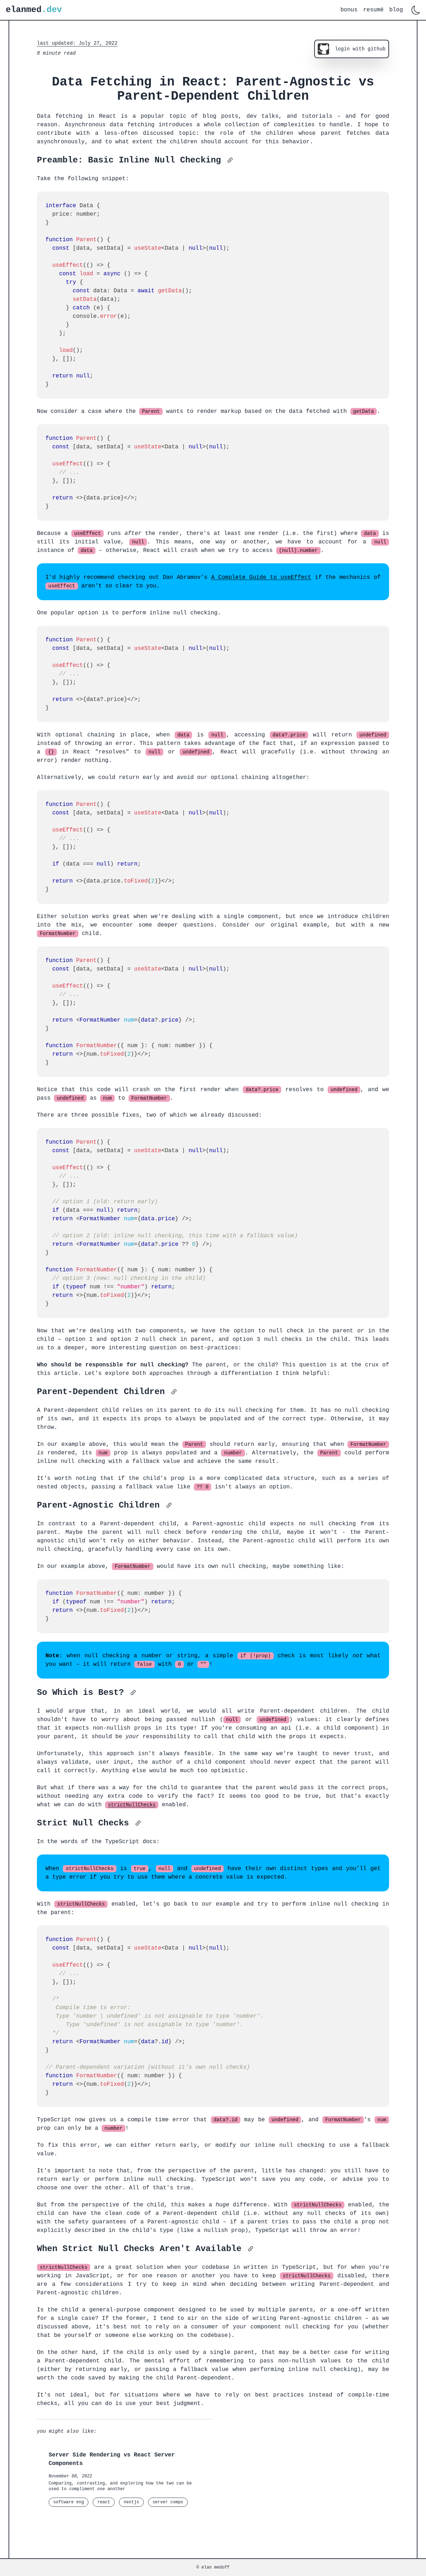 elanmed.dev
bonus resumé blog
last updated: July 27, 2022
login with github
8 minute read
Data Fetching in React: Parent-Agnostic vs
Parent-Dependent Children
Data fetching in React is a popular topic of blog posts, dev talks, and tutorials – and for good
reason. Asynchronous data fetching introduces a whole collection of complexities to handle. I hope to
contribute with a less-often discussed topic: the role of the children whose parent fetches data
asynchronously, and to what extent the children should account for this behavior.
Preamble: Basic Inline Null Checking
Take the following snippet:
interface Data {
  price: number;
}
function Parent() {
  const [data, setData] = useState<Data | null>(null);
  useEffect(() => {
    const load = async () => {
      try {
        const data: Data = await getData();
        setData(data);
      } catch (e) {
        console.error(e);
      }
    };
    load();
  }, []);
  return null;
}
Now consider a case where the Parent wants to render markup based on the data fetched with getData.
function Parent() {
  const [data, setData] = useState<Data | null>(null);
  useEffect(() => {
    // ...
  }, []);
  return <>{data.price}</>;
}
Because a useEffect runs after the render, there's at least one render (i.e. the first) where data is
still its initial value, null. This means, one way or another, we have to account for a null
instance of data – otherwise, React will crash when we try to access (null).number.
I'd highly recommend checking out Dan Abramov's A Complete Guide to useEffect if the mechanics of
useEffect aren't so clear to you.
One popular option is to perform inline null checking.
function Parent() {
  const [data, setData] = useState<Data | null>(null);
  useEffect(() => {
    // ...
  }, []);
  return <>{data?.price}</>;
}
With optional chaining in place, when data is null, accessing data?.price will return undefined
instead of throwing an error. This pattern takes advantage of the fact that, if an expression passed to
a {} in React "resolves" to null or undefined, React will gracefully (i.e. without throwing an
error) render nothing.
Alternatively, we could return early and avoid our optional chaining altogether:
function Parent() {
  const [data, setData] = useState<Data | null>(null);
  useEffect(() => {
    // ...
  }, []);
  if (data === null) return;
  return <>{data.price.toFixed(2)}</>;
}
Either solution works great when we're dealing with a single component, but once we introduce children
into the mix, we encounter some deeper questions. Consider our original example, but with a new
FormatNumber child.
function Parent() {
  const [data, setData] = useState<Data | null>(null);
  useEffect(() => {
    // ...
  }, []);
  return <FormatNumber num={data?.price} />;
}
function FormatNumber({ num }: { num: number }) {
  return <>{num.toFixed(2)}</>;
}
Notice that this code will crash on the first render when data?.price resolves to undefined, and we
pass undefined as num to FormatNumber.
There are three possible fixes, two of which we already discussed:
function Parent() {
  const [data, setData] = useState<Data | null>(null);
  useEffect(() => {
    // ...
  }, []);
  // option 1 (old: return early)
  if (data === null) return;
  return <FormatNumber num={data.price} />;
  // option 2 (old: inline null checking, this time with a fallback value)
  return <FormatNumber num={data?.price ?? 0} />;
}
function FormatNumber({ num }: { num: number }) {
  // option 3 (new: null checking in the child)
  if (typeof num !== "number") return;
  return <>{num.toFixed(2)}</>;
}
Now that we're dealing with two components, we have the option to null check in the parent or in the
child – option 1 and option 2 null check in parent, and option 3 null checks in the child. This leads
us to a deeper, more interesting question on best-practices:
Who should be responsible for null checking? The parent, or the child? This question is at the crux of
this article. Let's explore both approaches through a differentiation I think helpful:
Parent-Dependent Children
A Parent-dependent child relies on its parent to do its null checking for them. It has no null checking
of its own, and it expects its props to always be populated and of the correct type. Otherwise, it may
throw.
In our example above, this would mean the Parent should return early, ensuring that when FormatNumber
is rendered, its num prop is always populated and a number. Alternatively, the Parent could perform
inline null checking with a fallback value and achieve the same result.
It's worth noting that if the child's prop is a more complicated data structure, such as a series of
nested objects, passing a fallback value like ?? 0 isn't always an option.
Parent-Agnostic Children
In contrast to a Parent-dependent child, a Parent-agnostic child expects no null checking from its
parent. Maybe the parent will null check before rendering the child, maybe it won't - the Parent-
agnostic child won't rely on either behavior. Instead, the Parent-agnostic child will perform its own
null checking, gracefully handling every case on its own.
In our example above, FormatNumber would have its own null checking, maybe something like:
function FormatNumber({ num: number }) {
  if (typeof num !== "number") return;
  return <>{num.toFixed(2)}</>;
}
Note: when null checking a number or string, a simple if (!prop) check is most likely not what
you want – it will return false with 0 or ""!
So Which is Best?
I would argue that, in an ideal world, we would all write Parent-dependent children. The child
shouldn't have to worry about being passed nullish (null or undefined) values: it clearly defines
that it expects non-nullish props in its type! If you're consuming an api (i.e. a child component) in
your parent, it should be your responsibility to call that child with the props it expects.
Unfortunately, this approach isn't always feasible. In the same way we're taught to never trust, and
always validate, user input, the author of a child component should never expect that the parent will
call it correctly. Anything else would be much too optimistic.
But what if there was a way for the child to guarantee that the parent would pass it the correct props,
without needing any extra code to verify the fact? It seems too good to be true, but that's exactly
what we can do with strictNullChecks enabled.
Strict Null Checks
In the words of the TypeScript docs:
When strictNullChecks is true, null and undefined have their own distinct types and you'll get
a type error if you try to use them where a concrete value is expected.
With strictNullChecks enabled, let's go back to our example and try to perform inline null checking in
the parent:
function Parent() {
  const [data, setData] = useState<Data | null>(null);
  useEffect(() => {
    // ...
  }, []);
  /*
   Compile time ts error:
   Type 'number | undefined' is not assignable to type 'number'.
      Type 'undefined' is not assignable to type 'number'.
  */
  return <FormatNumber num={data?.id} />;
}
// Parent-dependent variation (without it's own null checks)
function FormatNumber({ num: number }) {
  return <>{num.toFixed(2)}</>;
}
TypeScript now gives us a compile time error that data?.id may be undefined, and FormatNumber's num
prop can only be a number!
To fix this error, we can either return early, or modify our inline null checking to use a fallback
value.
It's important to note that, from the perspective of the parent, little has changed: you still have to
return early or perform inline null checking. TypeScript won't save you any code, or advise you to
choose one over the other. All of that's true.
But from the perspective of the child, this makes a huge difference. With strictNullChecks enabled, the
child can have the clean code of a Parent-dependent child (i.e. without any null checks of its own)
with the safety guarantees of a Parent-agnostic child – if a parent tries to pass the child a prop not
explicitly described in the child's type (like a nullish prop), TypeScript will throw an error!
When Strict Null Checks Aren't Available
strictNullChecks are a great solution when your codebase in written in TypeScript, but for when you're
working in JavaScript, or for one reason or another you have to keep strictNullChecks disabled, there
are a few considerations I try to keep in mind when deciding between writing Parent-dependent and
Parent-agnostic children.
Is the child a general-purpose component designed to be used by multiple parents, or a one-off written
for a single case? If the former, I tend to air on the side of writing Parent-agnostic children – as we
discussed above, it's best not to rely on a consumer of your component null checking for you (whether
that be yourself or someone else working on the codebase).
On the other hand, if the child is only used by a single parent, that may be a better case for writing
a Parent-dependent child. The mental effort of remembering to pass non-nullish values to the child
(either by returning early, or passing a fallback value when performing inline null checking), may be
worth the code saved by making the child Parent-dependent.
It's not ideal, but for situations where we have to rely on best practices instead of compile-time
checks, all you can do is use your best judgment.
you might also like:
Server Side Rendering vs React Server
Components
November 08, 2022
Comparing, contrasting, and exploring how the two can be
used to compliment one another
software eng react nextjs server comps
© elan medoff